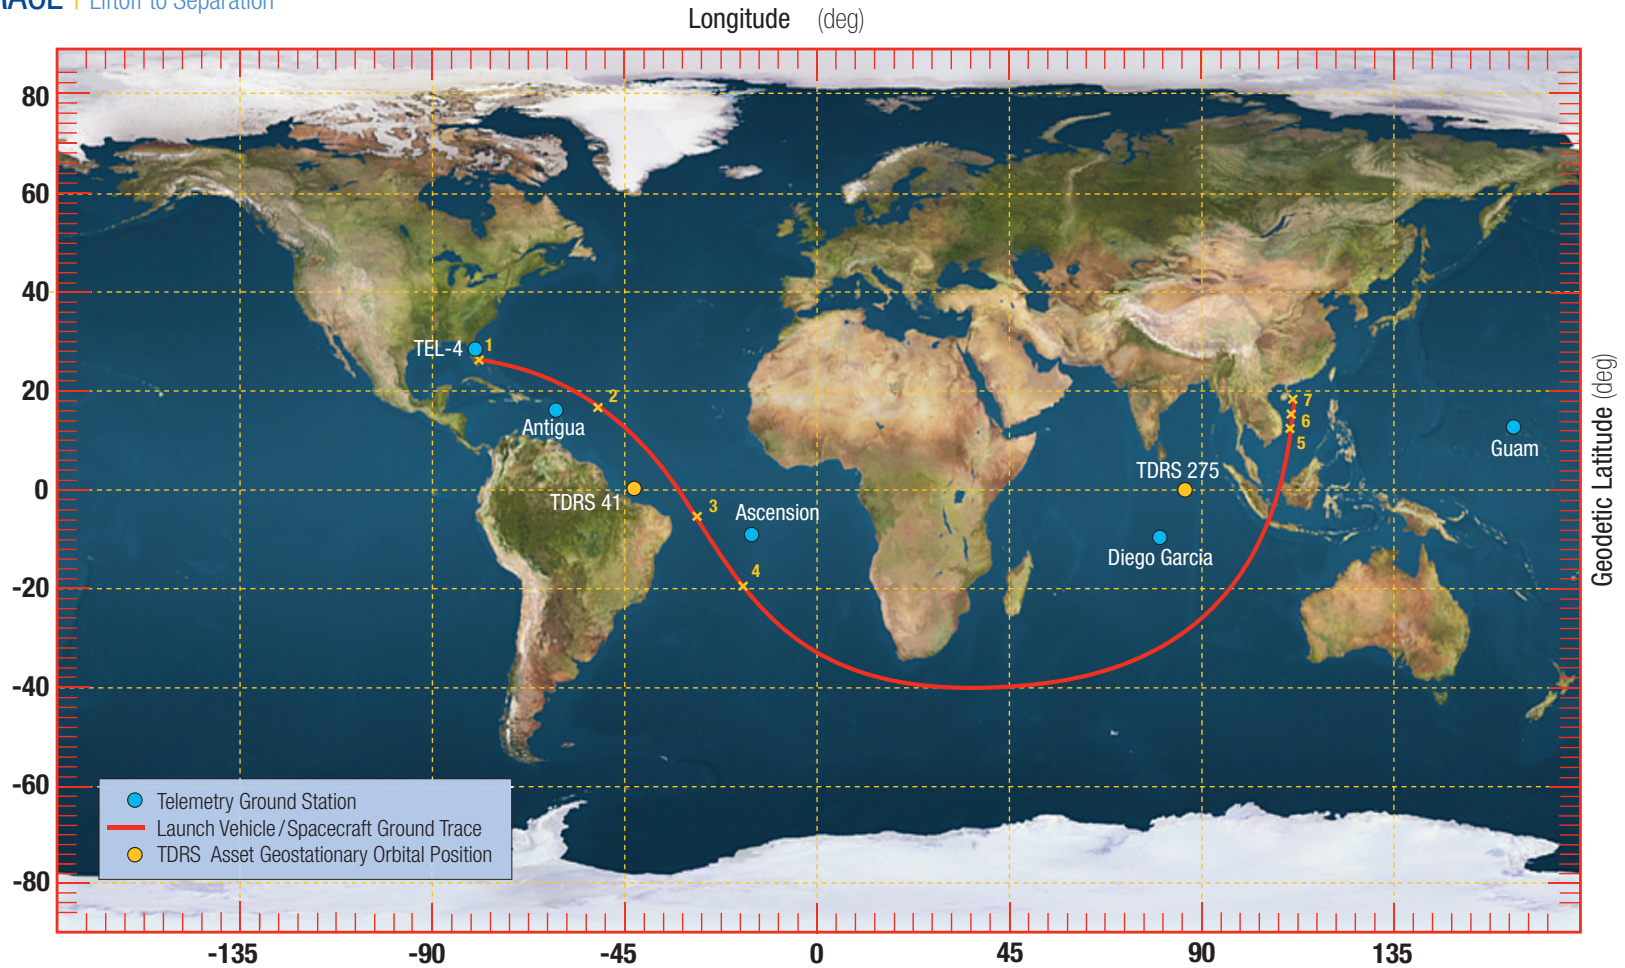 Liftoff to Separation
Longitude (deg)
80
60
40
20
0
-20
-40
-60
-80
Geodetic Latitude (deg)
TEL-4
1
2
Antigua
TDRS 41
3
Ascension
4
TDRS 275
Diego Garcia
7
6
5
Guam
Telemetry Ground Station
Launch Vehicle/Spacecraft Ground Trace
TDRS Asset Geostationary Orbital Position
-135 -90 -45 0 45 90 135